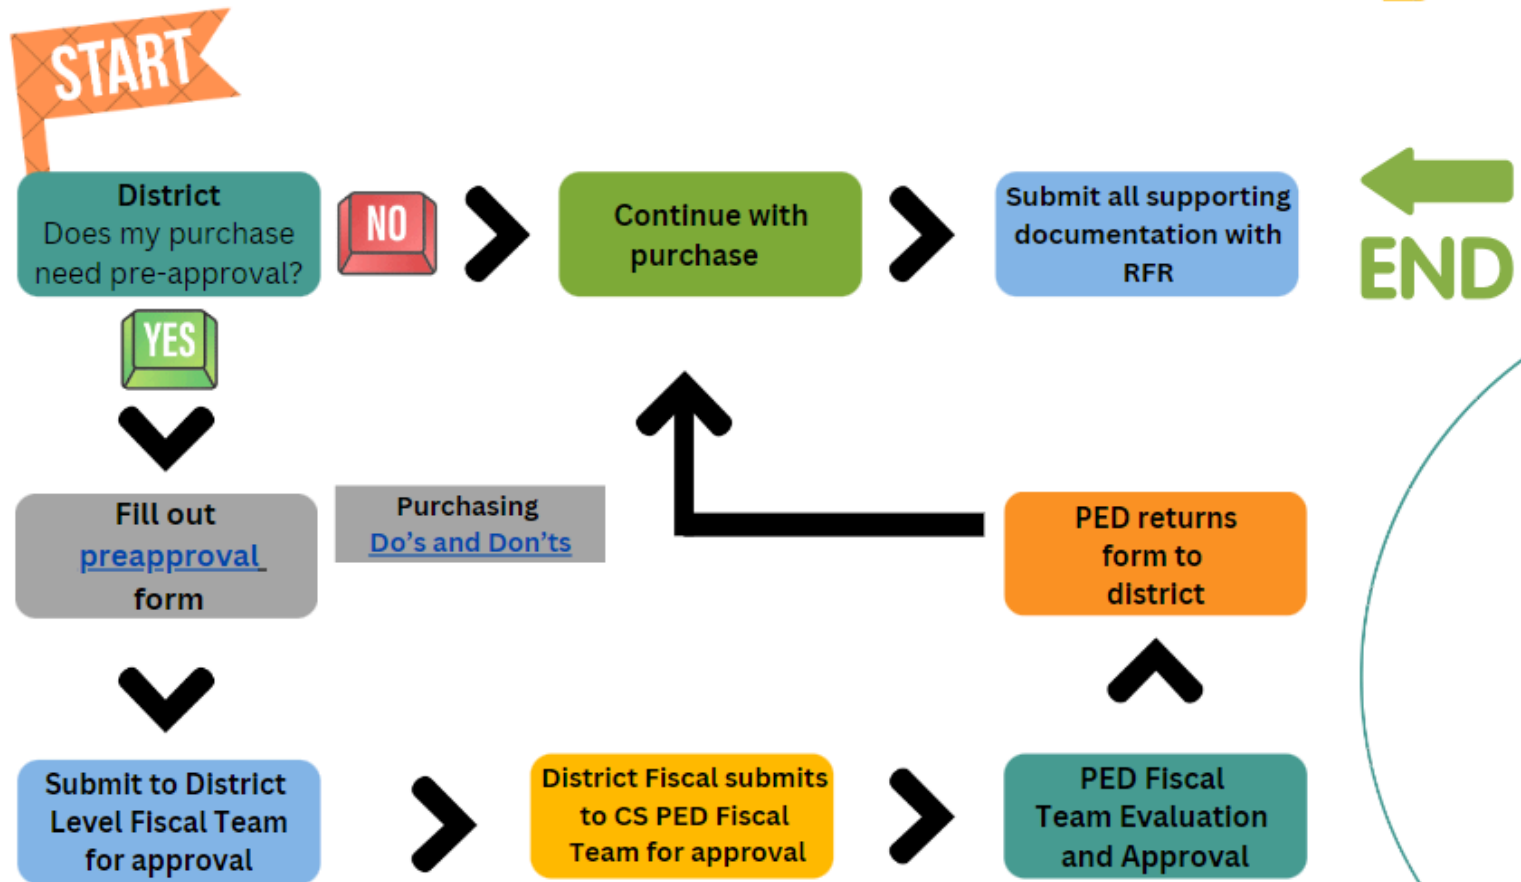 START
District
Does my purchase
need pre-approval?
NO
Continue with
purchase
Submit all supporting
documentation with
RFR
END
YES
Fill out
preapproval
form
Purchasing
Do’s and Don’ts
PED returns
form to
district
Submit to District
Level Fiscal Team
for approval
District Fiscal submits
to CS PED Fiscal
Team for approval
PED Fiscal
Team Evaluation
and Approval